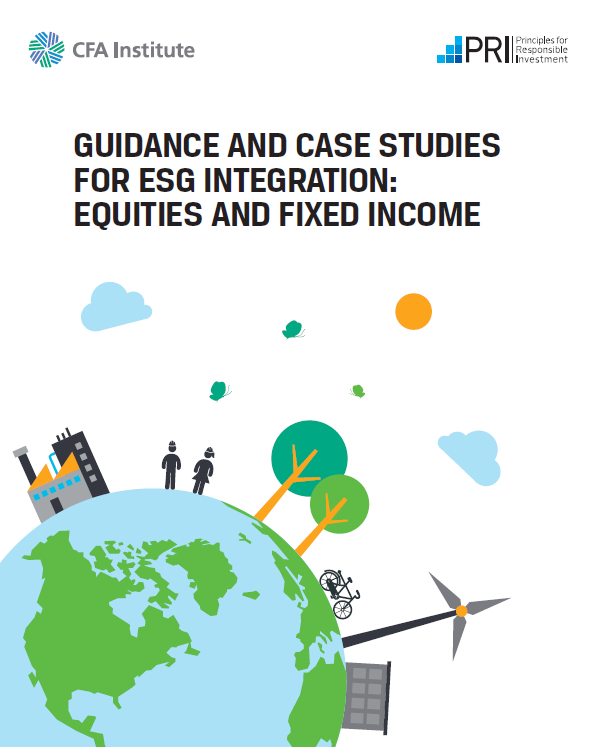 CFA Institute
PRI
Principles for
Responsible
Investment
GUIDANCE AND CASE STUDIES
FOR ESG INTEGRATION:
EQUITIES AND FIXED INCOME